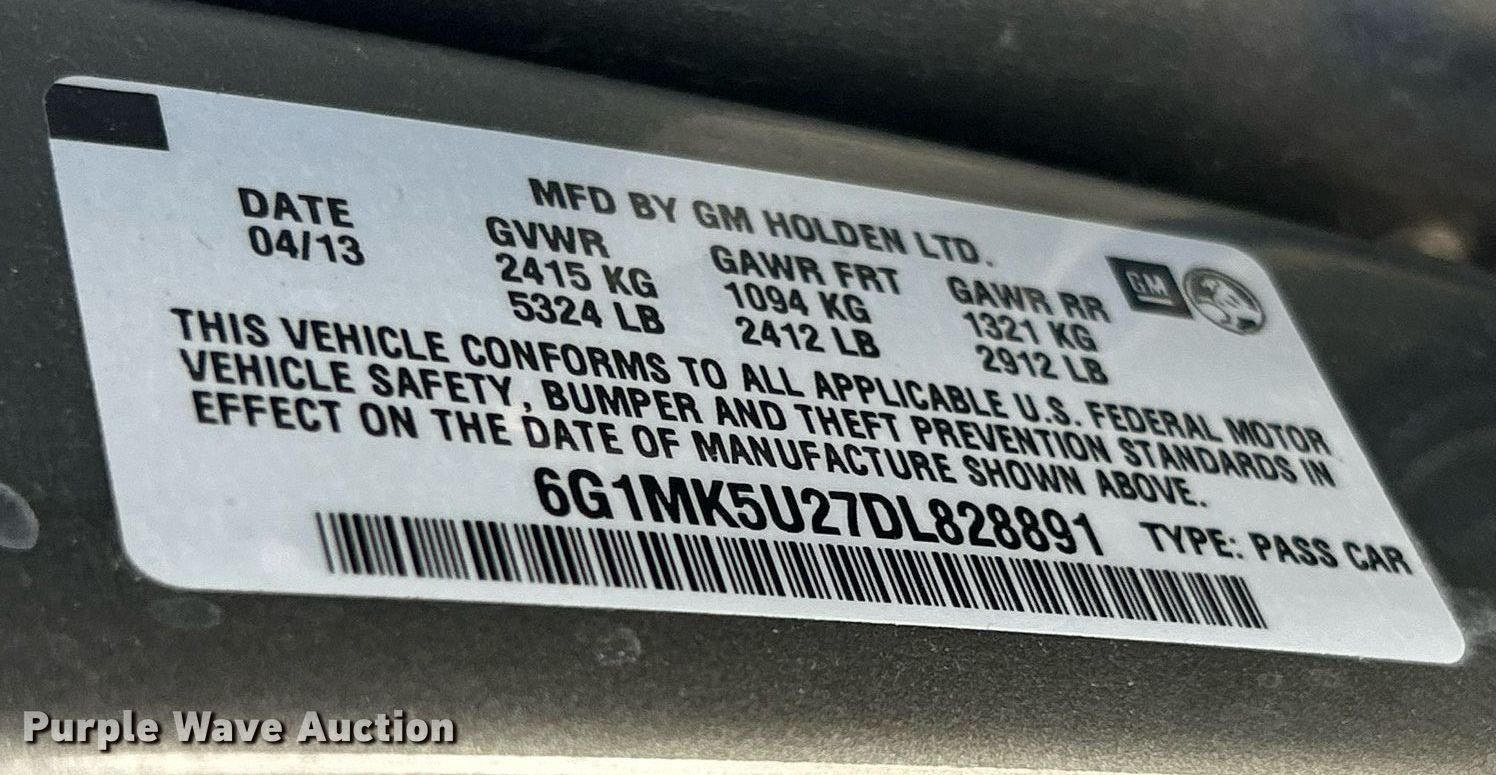 MFD BY GM HOLDEN LTD.
DATE GVWR GAWR FRT GAWR RR GM
04/13 2415 KG 1094 KG 1321 KG
5324 LB 2412 LB 2912 LB
THIS VEHICLE CONFORMS TO ALL APPLICABLE U.S. FEDERAL MOTOR
VEHICLE SAFETY, BUMPER AND THEFT PREVENTION STANDARDS IN
EFFECT ON THE DATE OF MANUFACTURE SHOWN ABOVE.
6G1MK5U27DL828891 TYPE: PASS CAR
Purple Wave Auction